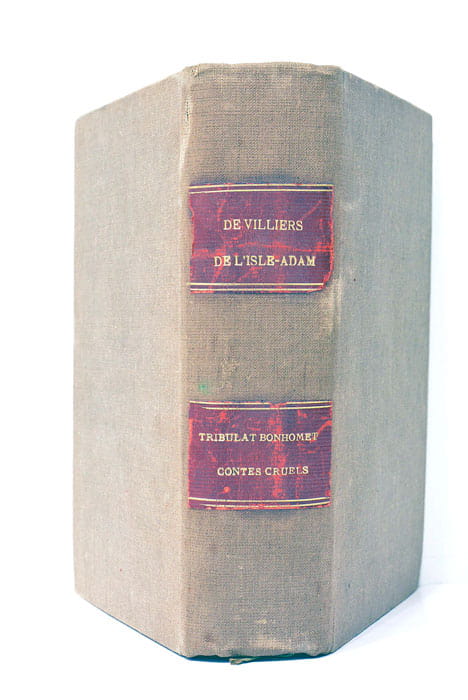 DE VILLIERS
DE L'ISLE-ADAM
TRIBULAT BONHOMET
CONTES CRUELS